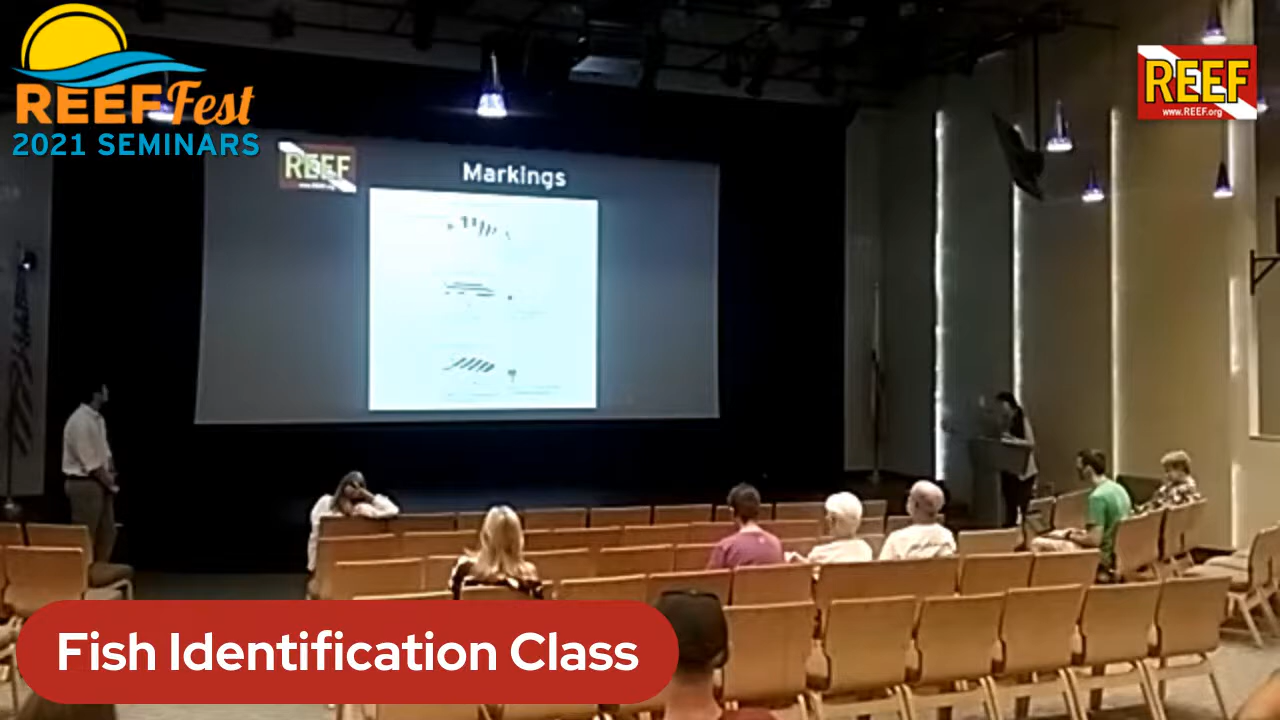 REEF Fest
2021 SEMINARS
REEF
www.REEF.org
REEF
Markings
Fish Identification Class